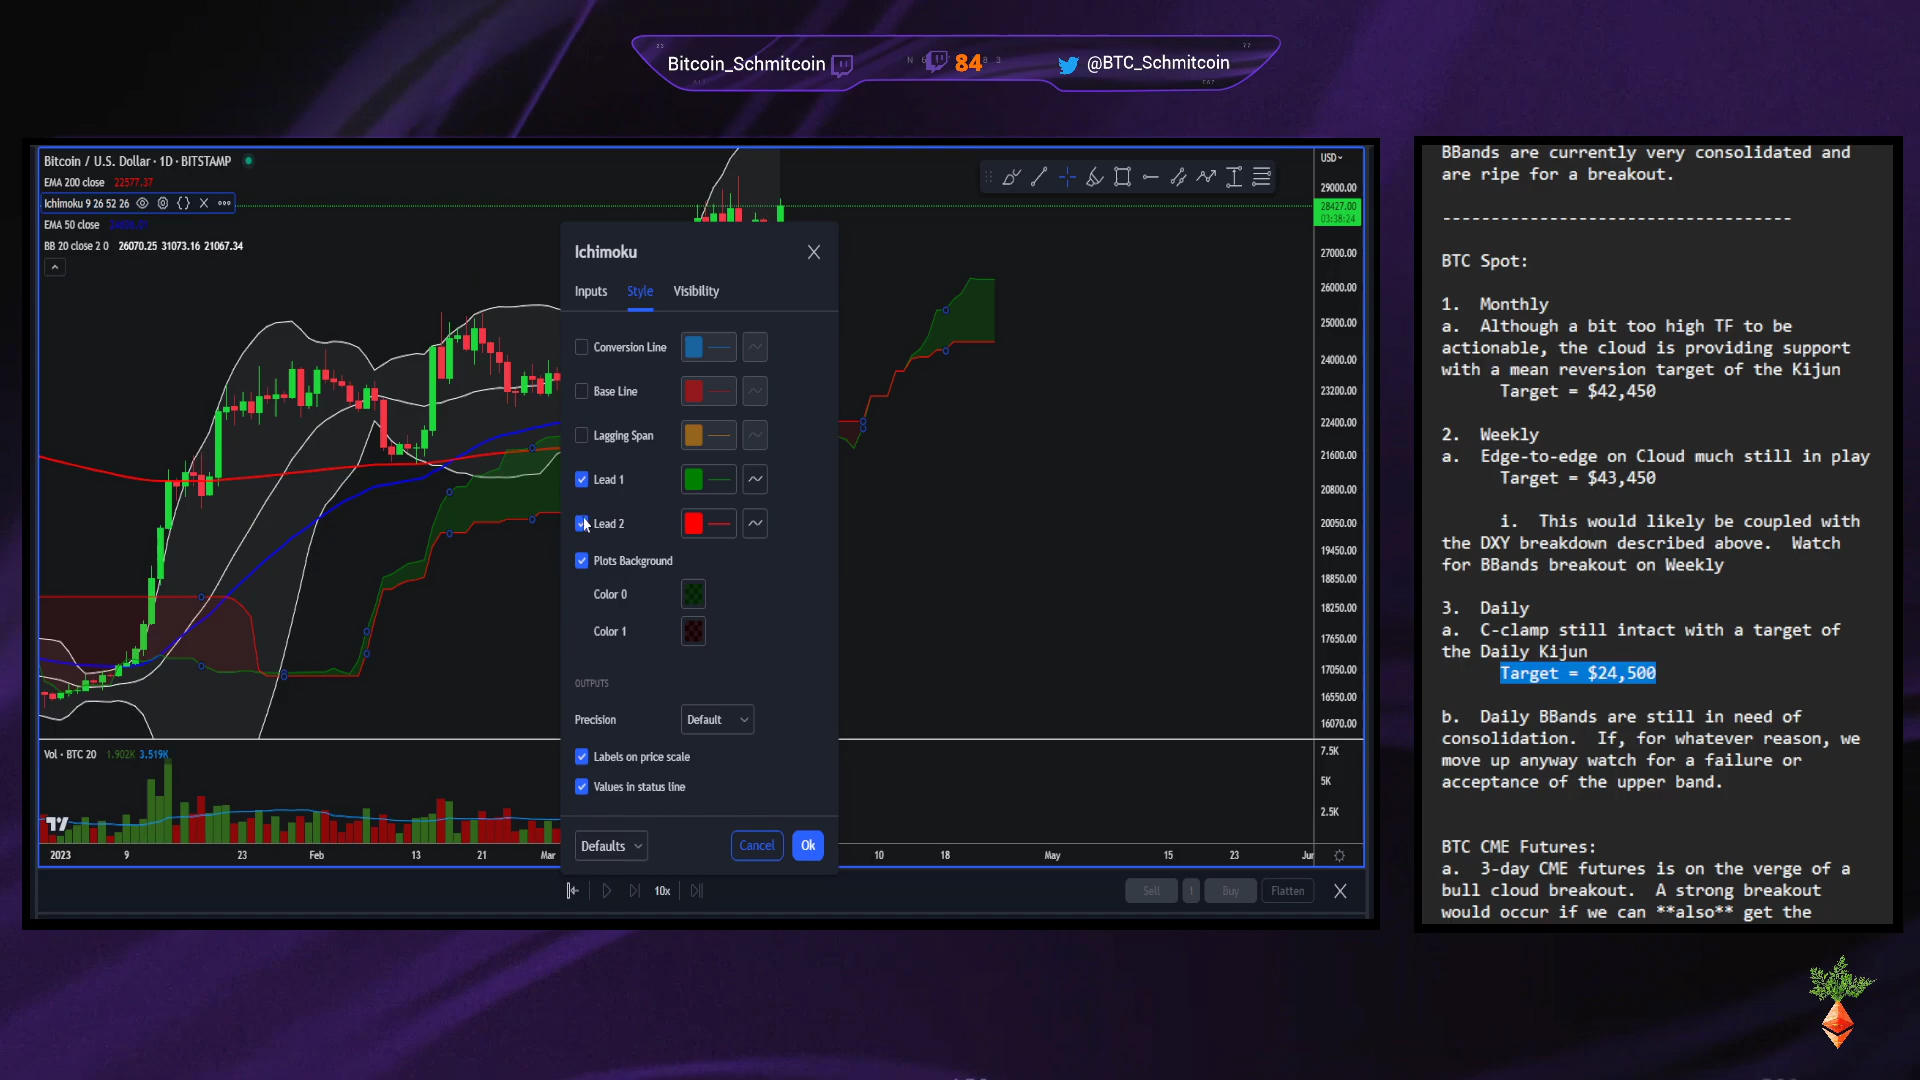 Bitcoin_Schmitcoin
84
@BTC_Schmitcoin
Bitcoin / U.S. Dollar · 1D · BITSTAMP
EMA 200 close 22577.37
Ichimoku 9 26 52 26
EMA 50 close
BB 20 close 2 0 26070.25 31073.16 21067.34
USD
29000.00
28427.00
03:38:24
27000.00
26000.00
25000.00
24000.00
23200.00
22400.00
21600.00
20800.00
20050.00
19450.00
18850.00
18250.00
17650.00
17050.00
16550.00
16070.00
7.5K
5K
2.5K
Ichimoku
Inputs Style Visibility
Conversion Line
Base Line
Lagging Span
Lead 1
Lead 2
Plots Background
Color 0
Color 1
OUTPUTS
Precision Default
Labels on price scale
Values in status line
Defaults Cancel Ok
Vol · BTC 20 1.902K 3.519K
2023 9 23 Feb 13 21 Mar 10 18 May 15 23 Jun
10x
Sell 1 Buy Flatten
BBands are currently very consolidated and
are ripe for a breakout.
------------------------------------
BTC Spot:
1. Monthly
a. Although a bit too high TF to be
actionable, the cloud is providing support
with a mean reversion target of the Kijun
Target = $42,450
2. Weekly
a. Edge-to-edge on Cloud much still in play
Target = $43,450
i. This would likely be coupled with
the DXY breakdown described above. Watch
for BBands breakout on Weekly
3. Daily
a. C-clamp still intact with a target of
the Daily Kijun
Target = $24,500
b. Daily BBands are still in need of
consolidation. If, for whatever reason, we
move up anyway watch for a failure or
acceptance of the upper band.
BTC CME Futures:
a. 3-day CME futures is on the verge of a
bull cloud breakout. A strong breakout
would occur if we can **also** get the